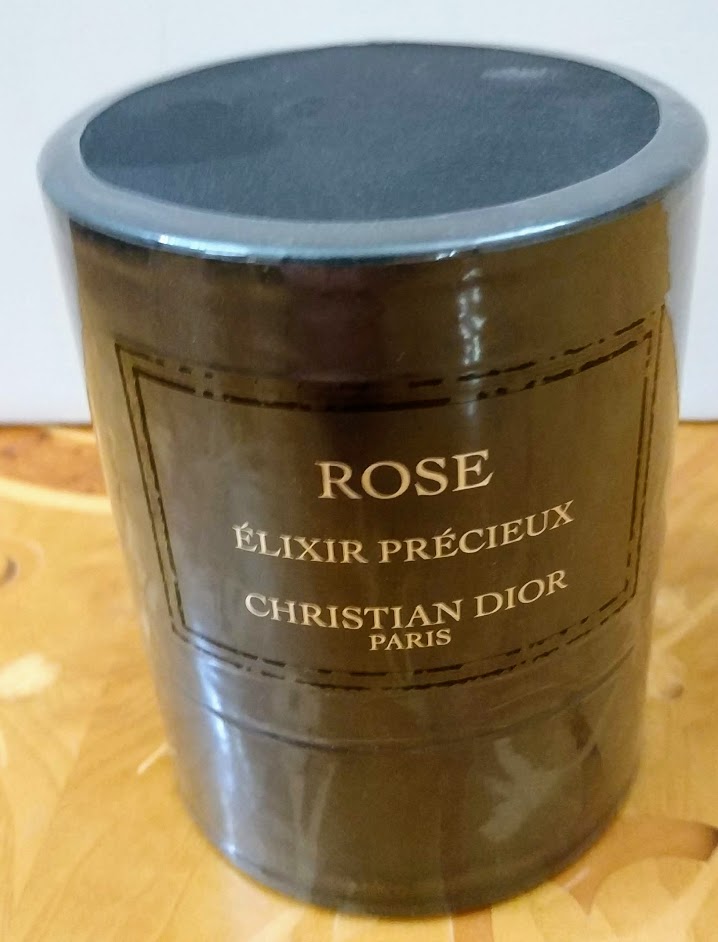 ROSE
ÉLIXIR PRÉCIEUX
CHRISTIAN DIOR
PARIS